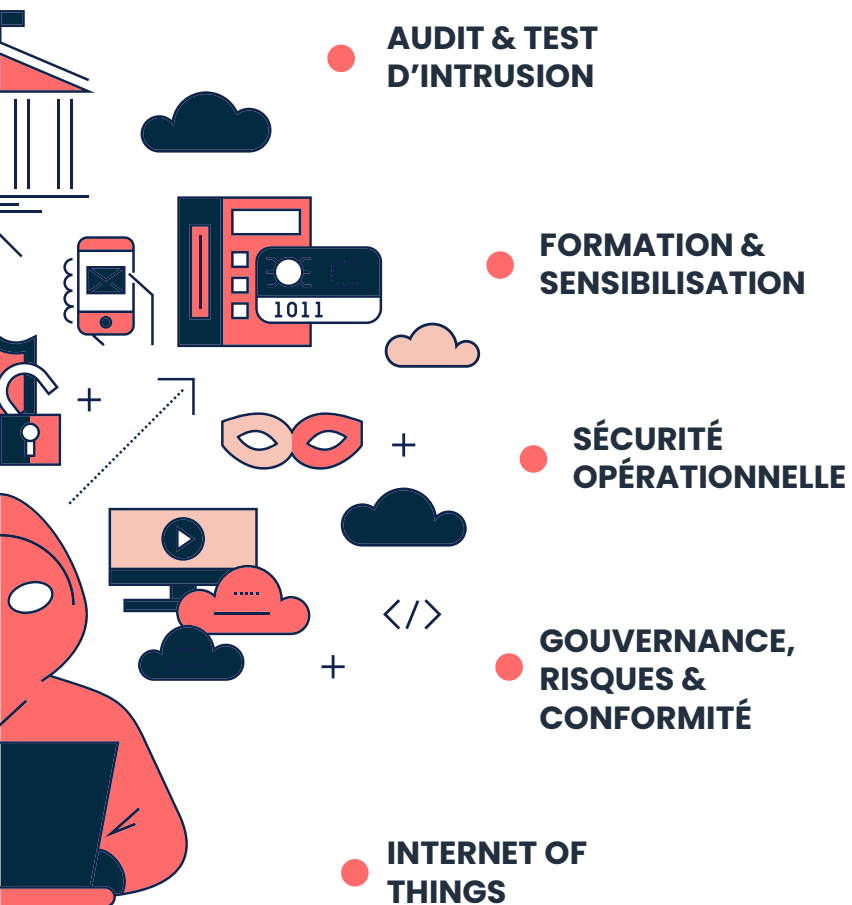 AUDIT & TEST
D’INTRUSION
FORMATION &
SENSIBILISATION
1011
SÉCURITÉ
OPÉRATIONNELLE
</>
GOUVERNANCE,
RISQUES &
CONFORMITÉ
INTERNET OF
THINGS